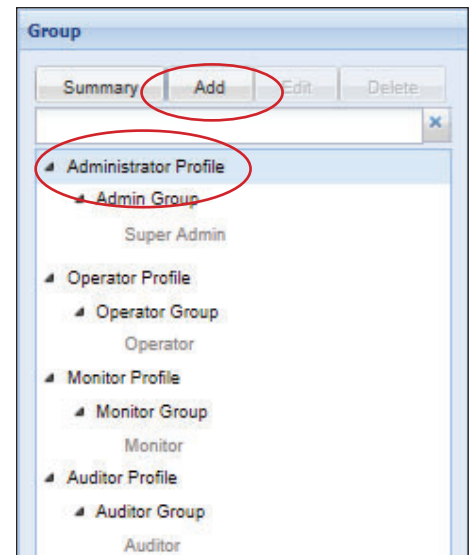 Group
Summary Add Edit Delete
Administrator Profile
Admin Group
Super Admin
Operator Profile
Operator Group
Operator
Monitor Profile
Monitor Group
Monitor
Auditor Profile
Auditor Group
Auditor